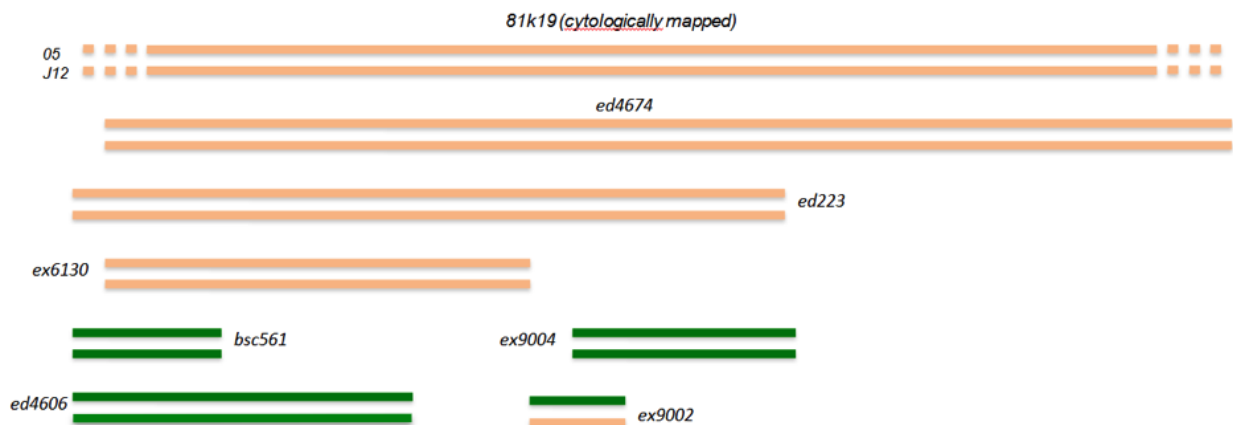 81k19 (cytologically mapped)
05
J12
ed4674
ed223
ex6130
bsc561
ex9004
ed4606
ex9002